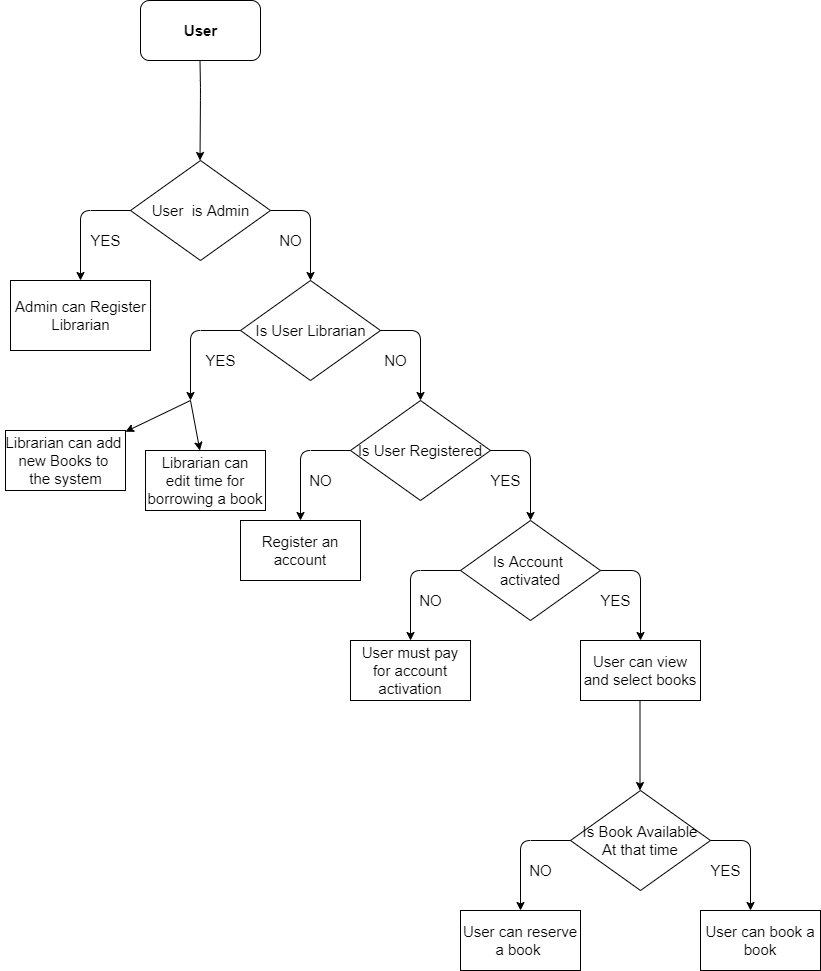 User
User is Admin
YES
NO
Admin can Register
Librarian
Is User Librarian
YES
NO
Librarian can add
new Books to
the system
Librarian can
edit time for
borrowing a book
Is User Registered
NO
YES
Register an
account
Is Account
activated
NO
YES
User must pay
for account
activation
User can view
and select books
Is Book Available
At that time
NO
YES
User can reserve
a book
User can book a
book